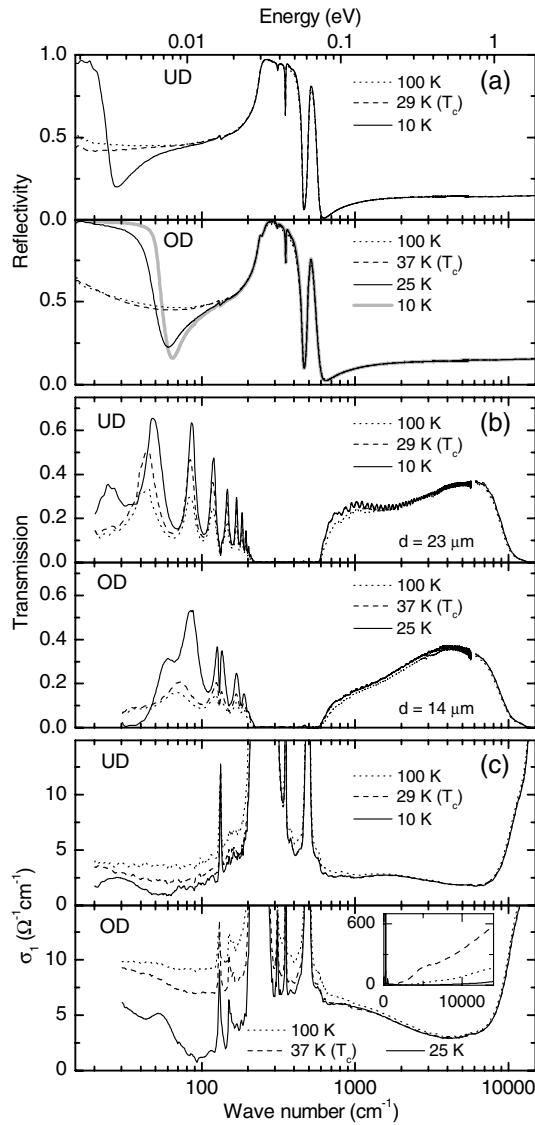 Energy (eV)
0.01 0.1 1
UD
(a)
100 K
29 K (Tc)
10 K
1.0
0.5
0.0
OD
100 K
37 K (Tc)
25 K
10 K
0.5
0.0
Reflectivity
UD
(b)
100 K
29 K (Tc)
10 K
d = 23 μm
0.6
0.4
0.2
0.0
OD
100 K
37 K (Tc)
25 K
d = 14 μm
0.6
0.4
0.2
0.0
Transmission
UD
(c)
100 K
29 K (Tc)
10 K
10
5
0
OD
600
0
0 10000
100 K
37 K (Tc)
25 K
10
5
0
σ1 (Ω-1cm-1)
100 1000 10000
Wave number (cm-1)